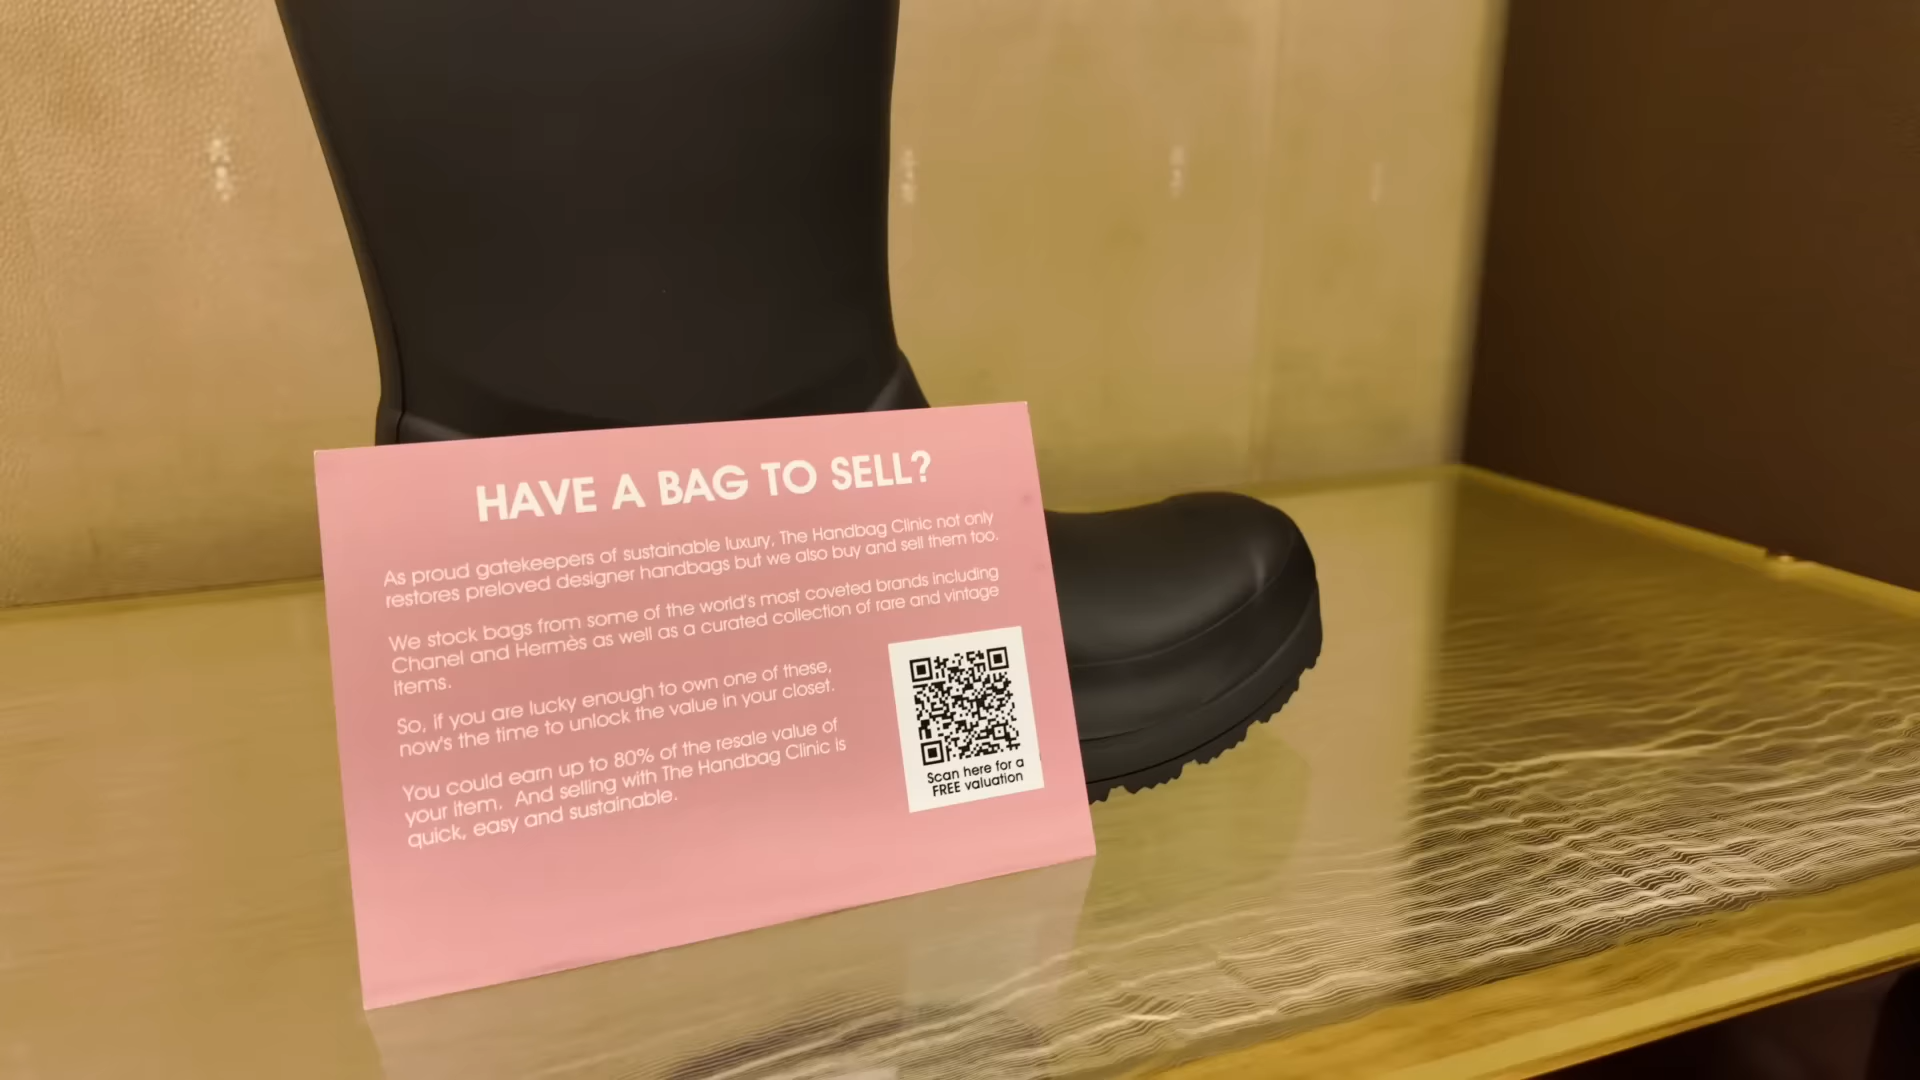 HAVE A BAG TO SELL?
As proud gatekeepers of sustainable luxury, The Handbag Clinic not only
restores preloved designer handbags but we also buy and sell them too.
We stock bags from some of the world's most coveted brands including
Chanel and Hermès as well as a curated collection of rare and vintage
items.
So, if you are lucky enough to own one of these,
now's the time to unlock the value in your closet.
You could earn up to 80% of the resale value of
your item. And selling with The Handbag Clinic is
quick, easy and sustainable.
Scan here for a
FREE valuation